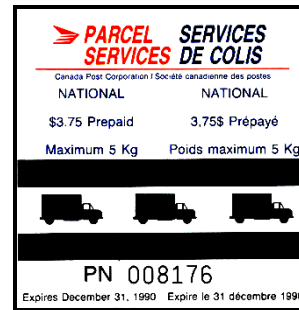 PARCEL SERVICES
SERVICES DE COLIS
Canada Post Corporation / Société canadienne des postes
NATIONAL NATIONAL
$3.75 Prepaid 3,75$ Prépayé
Maximum 5 Kg Poids maximum 5 Kg
PN 008176
Expires December 31, 1990 Expire le 31 décembre 1990